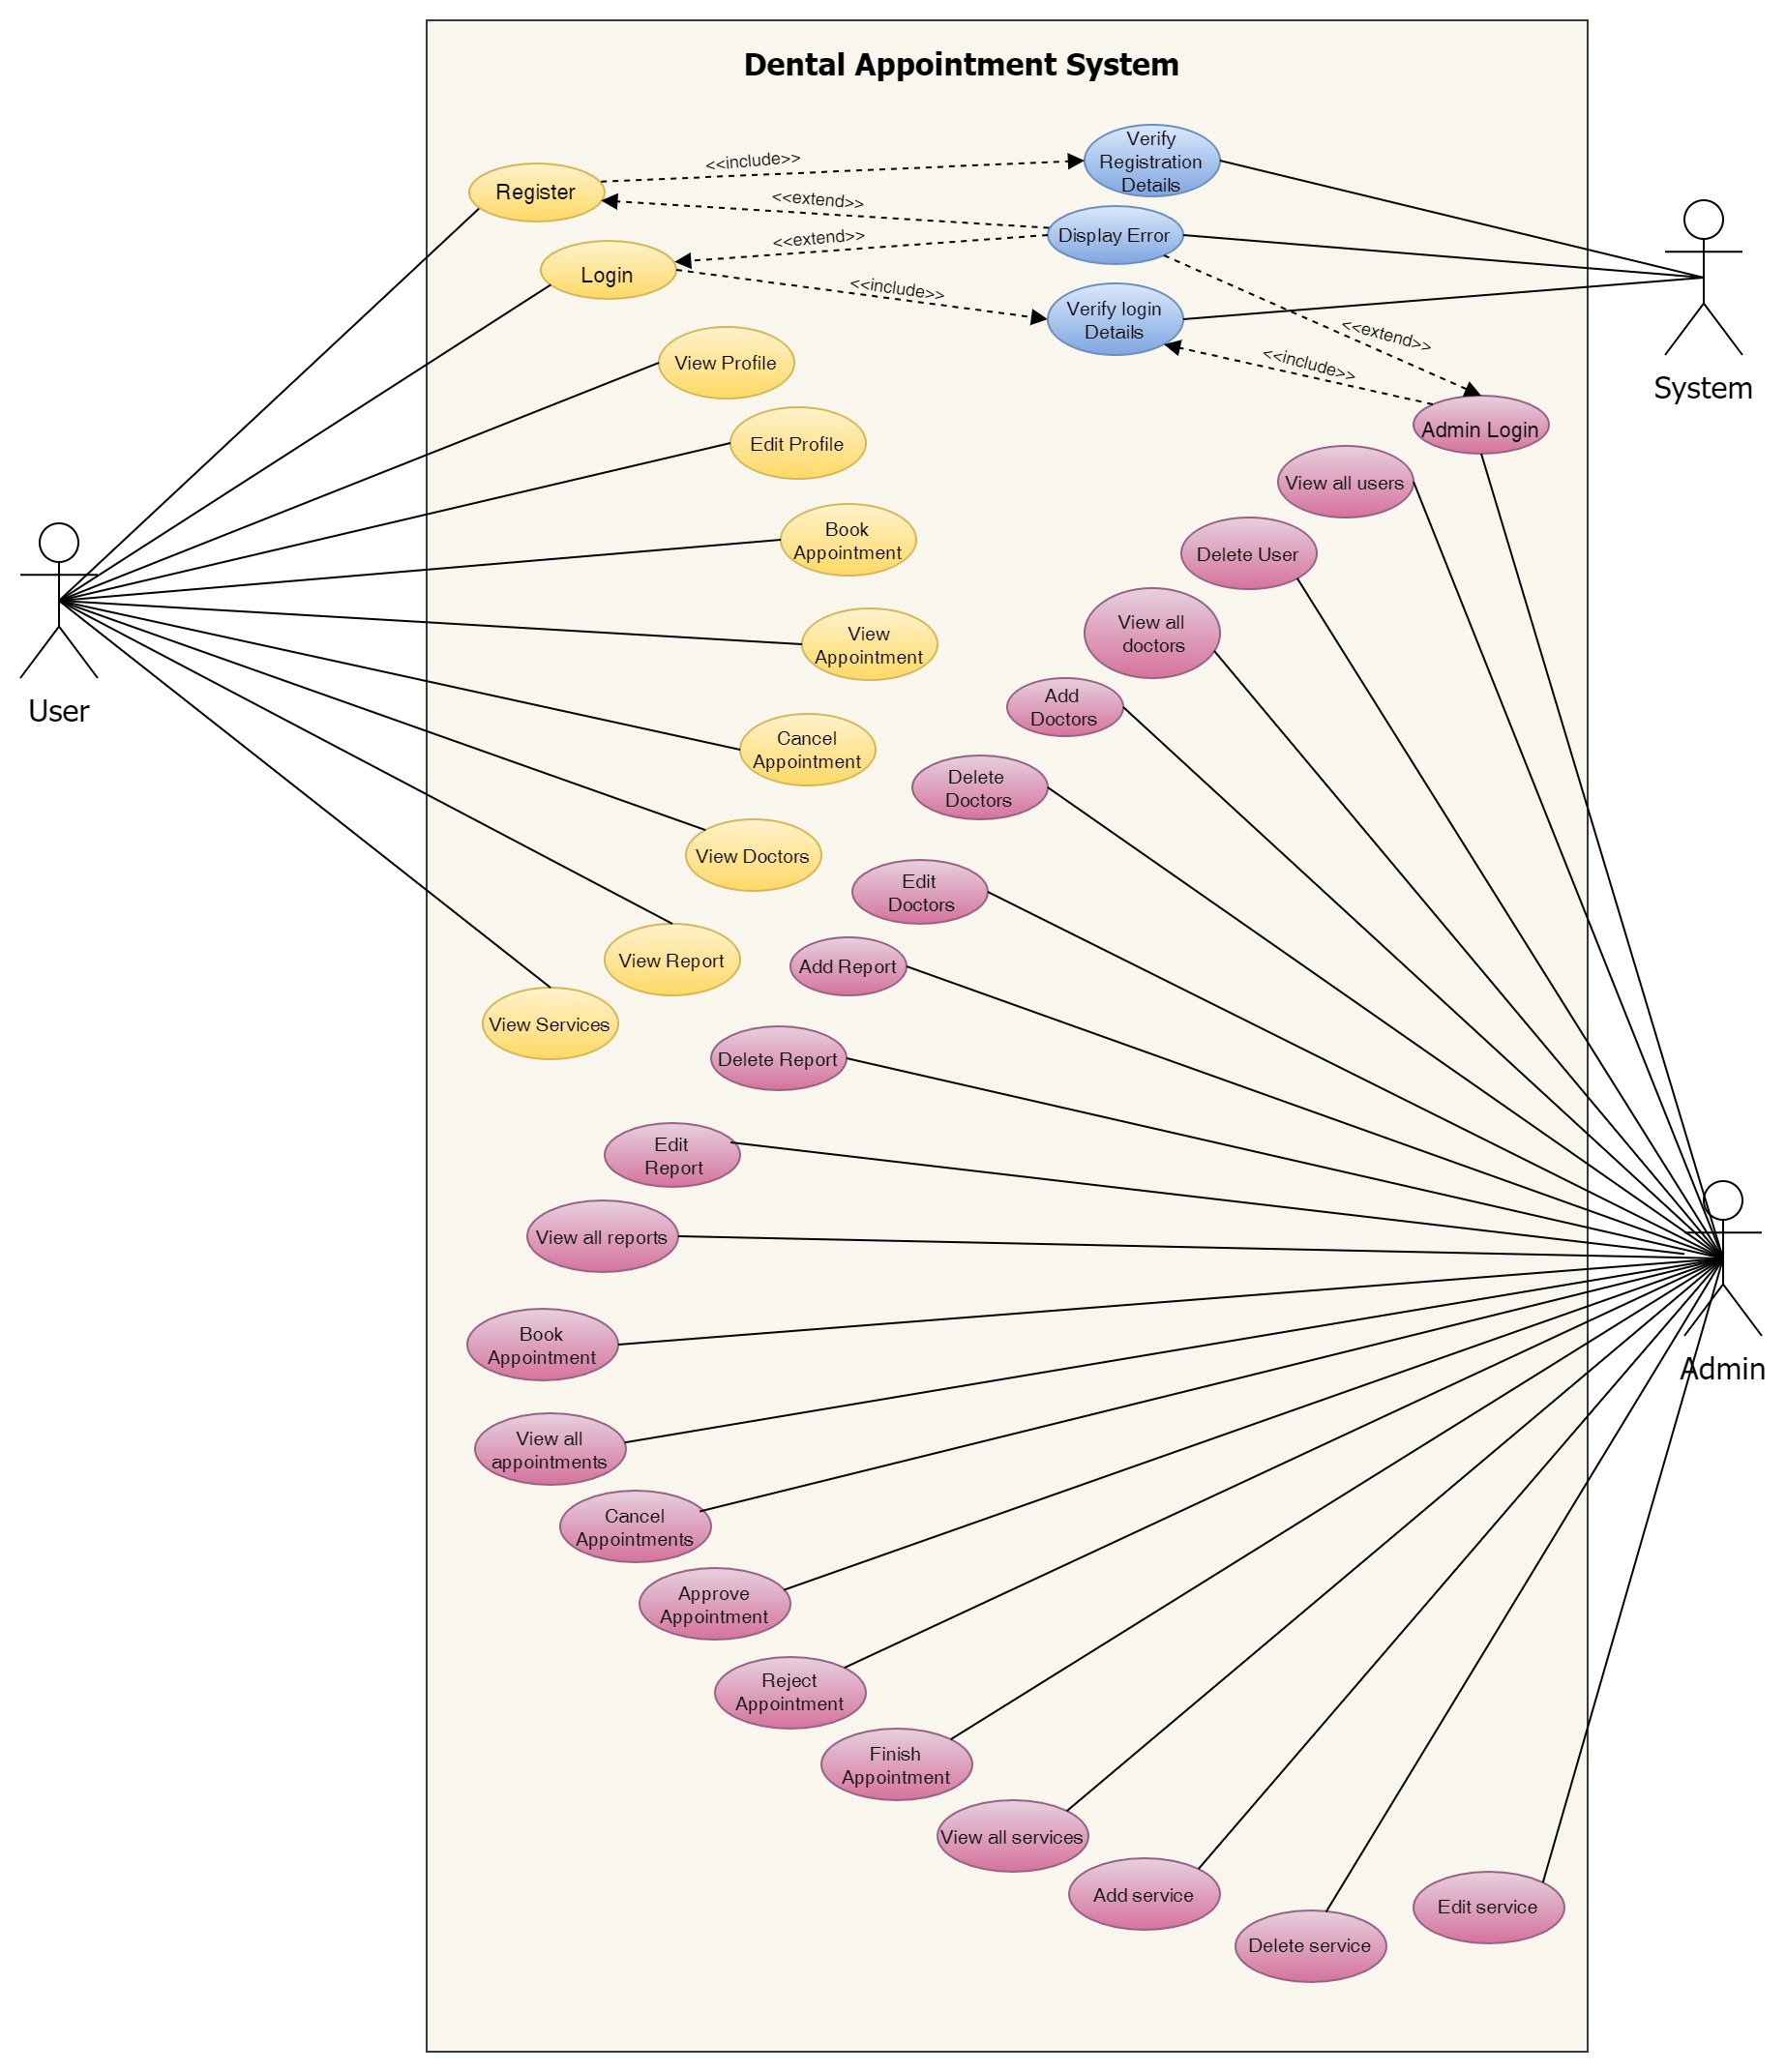 Dental Appointment System
Verify
Registration
Details
<<include>>
Register
<<extend>>
Display Error
<<extend>>
Login
<<include>>
Verify login
Details
<<extend>>
<<include>>
System
View Profile
Admin Login
Edit Profile
View all users
Book
Appointment
Delete User
View all
doctors
View
Appointment
User
Add
Doctors
Cancel
Appointment
Delete
Doctors
View Doctors
Edit
Doctors
View Report
Add Report
View Services
Delete Report
Edit
Report
View all reports
Book
Appointment
Admin
View all
appointments
Cancel
Appointments
Approve
Appointment
Reject
Appointment
Finish
Appointment
View all services
Add service
Edit service
Delete service